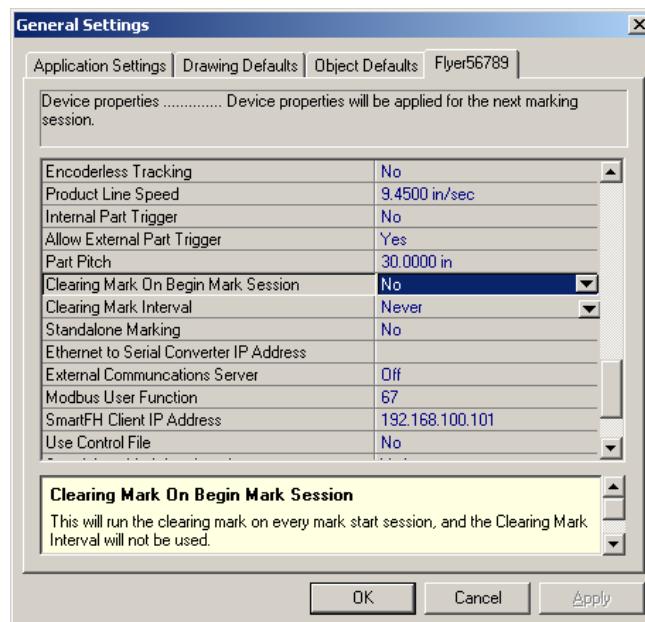 General Settings
Application Settings Drawing Defaults Object Defaults Flyer56789
Device properties .............. Device properties will be applied for the next marking
session.
Encoderless Tracking No
Product Line Speed 9.4500 in/sec
Internal Part Trigger No
Allow External Part Trigger Yes
Part Pitch 30.0000 in
Clearing Mark On Begin Mark Session No
Clearing Mark Interval Never
Standalone Marking No
Ethernet to Serial Converter IP Address
External Communcations Server Off
Modbus User Function 67
SmartFH Client IP Address 192.168.100.101
Use Control File No
Clearing Mark On Begin Mark Session
This will run the clearing mark on every mark start session, and the Clearing Mark
Interval will not be used.
OK Cancel Apply